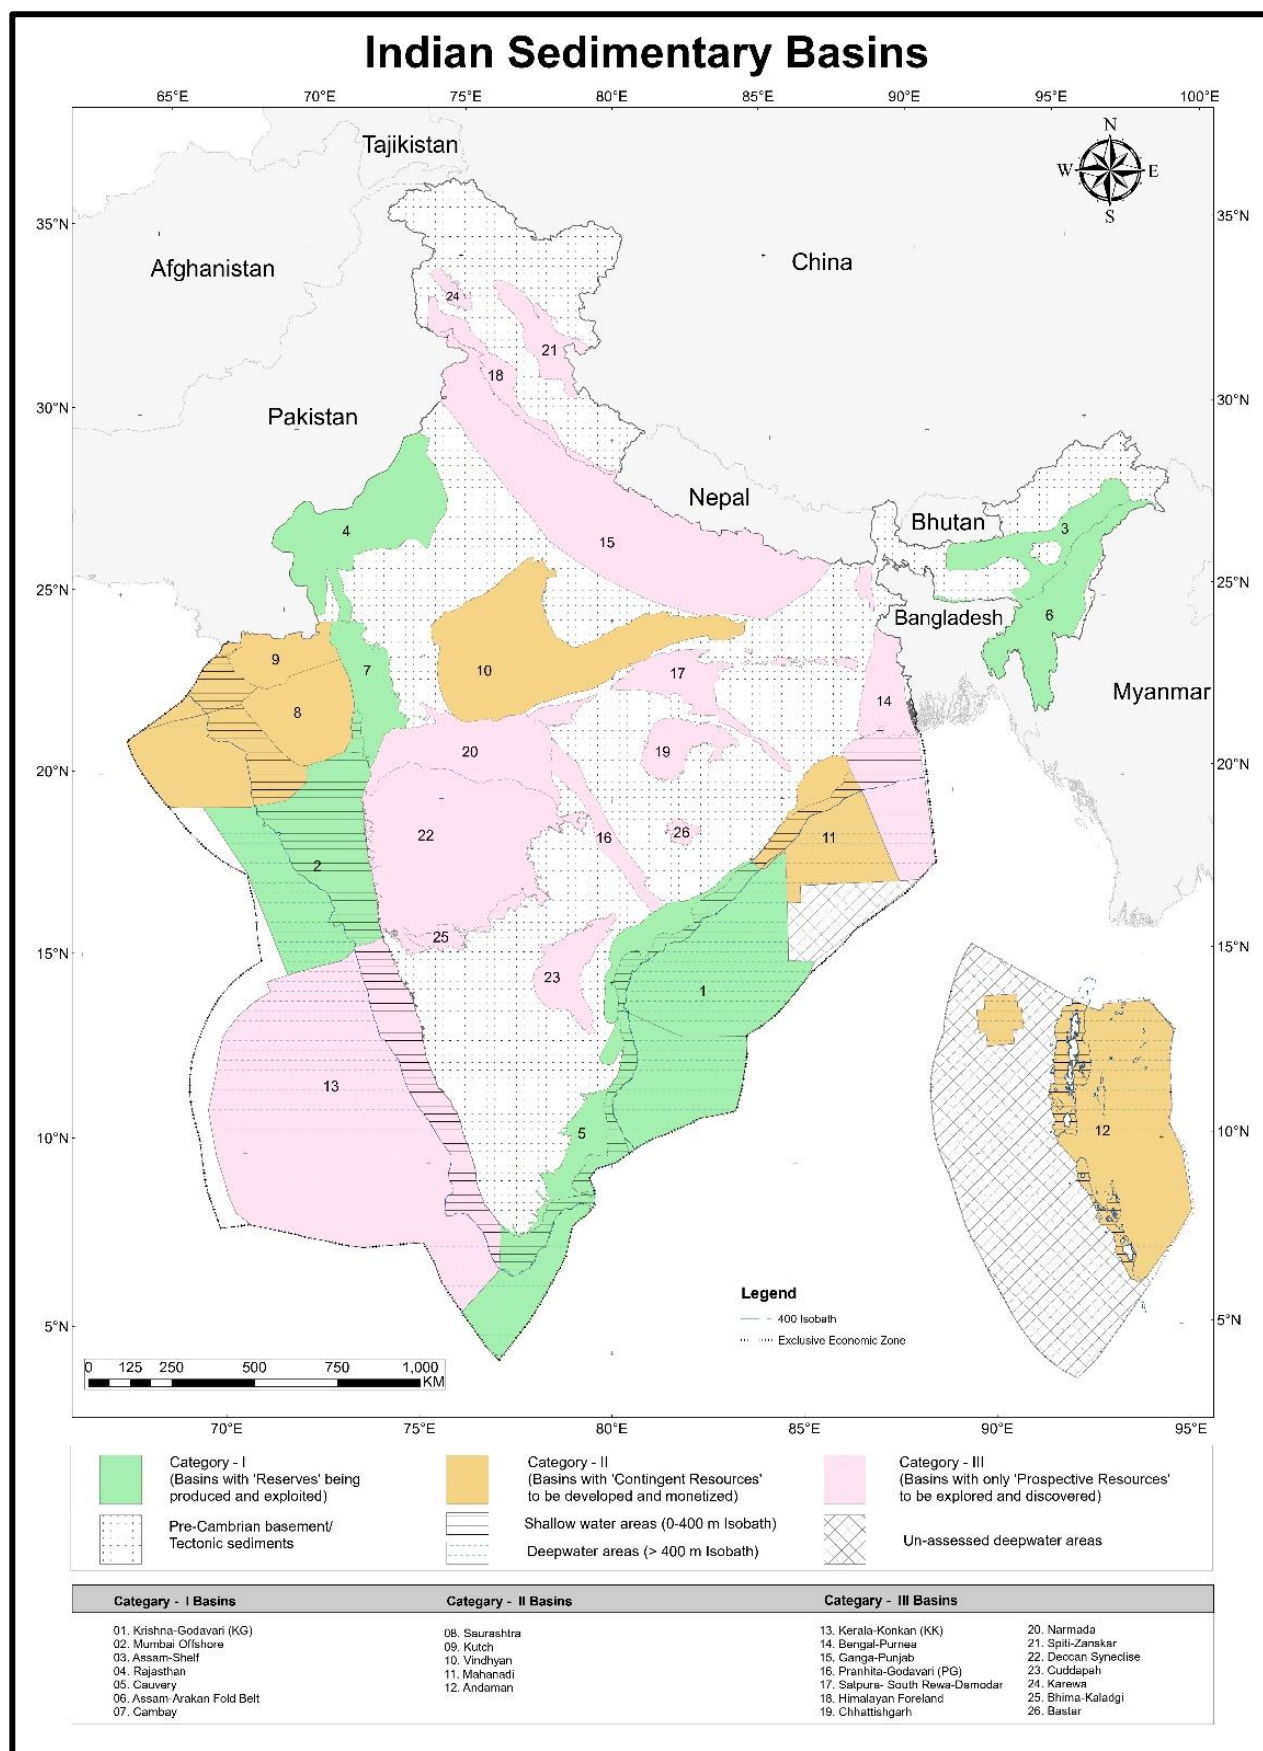 Indian Sedimentary Basins
65°E 70°E 75°E 80°E 85°E 90°E 95°E 100°E
N
W E
S
Tajikistan
35°N 35°N
Afghanistan
China
24
21
18
30°N 30°N
Pakistan
Nepal
Bhutan
3
4
15
25°N 25°N
Bangladesh
6
9
7
10
17
Myanmar
8
14
20
19
20°N 20°N
22
16
26
11
2
25
15°N 15°N
23
1
13
5
12
10°N 10°N
Legend
400 Isobath
Exclusive Economic Zone
5°N 5°N
0 125 250 500 750 1,000
KM
70°E 75°E 80°E 85°E 90°E 95°E
Category - I
(Basins with 'Reserves' being
produced and exploited)
Category - II
(Basins with 'Contingent Resources'
to be developed and monetized)
Category - III
(Basins with only 'Prospective Resources'
to be explored and discovered)
Pre-Cambrian basement/
Tectonic sediments
Shallow water areas (0-400 m Isobath)
Deepwater areas (> 400 m Isobath)
Un-assessed deepwater areas
Categary - I Basins
01. Krishna-Godavari (KG)
02. Mumbai Offshore
03. Assam-Shelf
04. Rajasthan
05. Cauvery
06. Assam-Arakan Fold Belt
07. Cambay
Categary - II Basins
08. Saurashtra
09. Kutch
10. Vindhyan
11. Mahanadi
12. Andaman
Categary - III Basins
13. Kerala-Konkan (KK)
14. Bengal-Purnea
15. Ganga-Punjab
16. Pranhita-Godavari (PG)
17. Satpura- South Rewa-Damodar
18. Himalayan Foreland
19. Chhattishgarh
20. Narmada
21. Spiti-Zanskar
22. Deccan Syneclise
23. Cuddapah
24. Karewa
25. Bhima-Kaladgi
26. Bastar